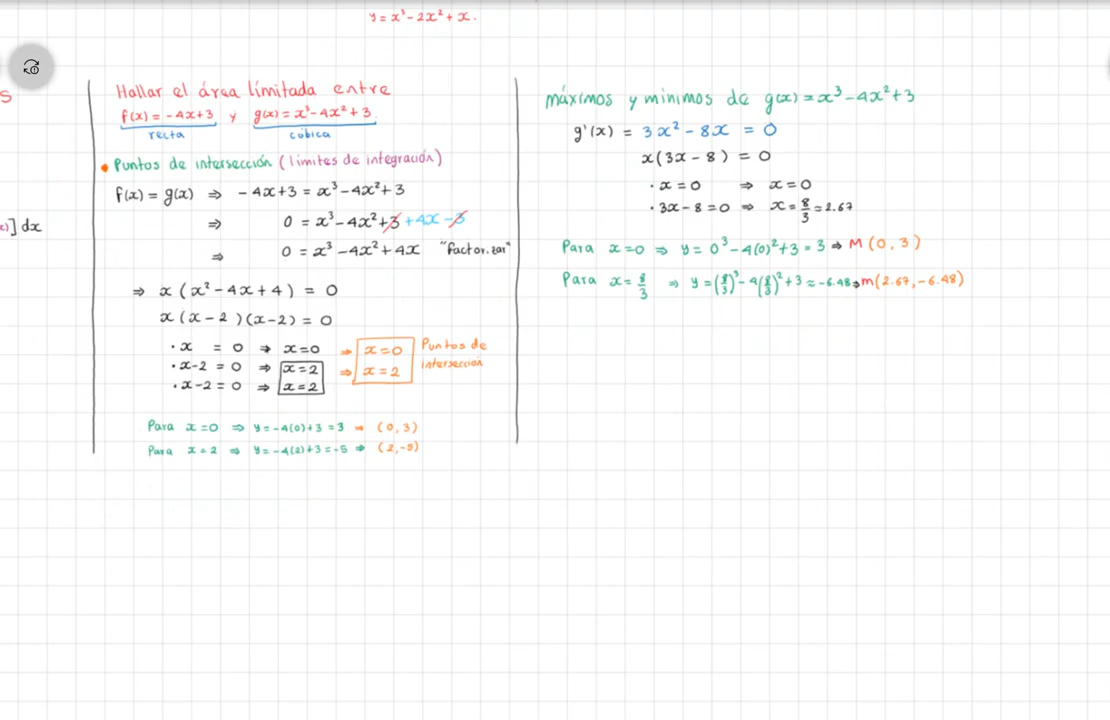 y = x³ - 2x² + x.
s
x)] dx
Hallar el área límitada entre
f(x) = -4x+3 y g(x) = x³-4x²+3.
recta cúbica
• Puntos de intersección (límites de integración)
f(x) = g(x) ⇒ -4x+3 = x³-4x²+3
⇒ 0 = x³-4x²+3+4x-3
⇒ 0 = x³-4x²+4x "factorizar"
⇒ x(x²-4x+4) = 0
x(x-2)(x-2) = 0
· x = 0 ⇒ x=0 ⇒ x=0 Puntos de
· x-2 = 0 ⇒ x=2 ⇒ x=2 intersección
· x-2 = 0 ⇒ x=2
Para x=0 ⇒ y=-4(0)+3=3 ⇒ (0,3)
Para x=2 ⇒ y=-4(2)+3=-5 ⇒ (2,-5)
máximos y mínimos de g(x) = x³-4x²+3
g'(x) = 3x²-8x = 0
x(3x-8) = 0
· x=0 ⇒ x=0
· 3x-8=0 ⇒ x=8/3=2.67
Para x=0 ⇒ y=0³-4(0)²+3=3 ⇒ M(0,3)
Para x=8/3 ⇒ y=(8/3)³-4(8/3)²+3≈-6.48⇒m(2.67,-6.48)